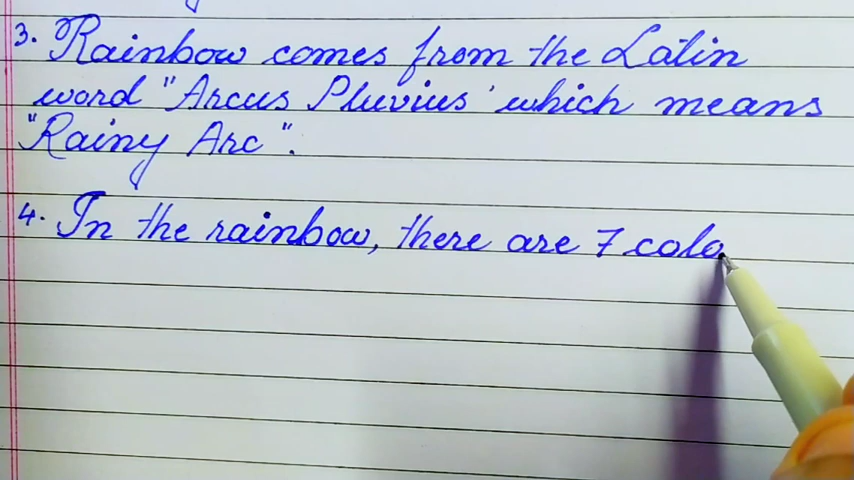 3. Rainbow comes from the Latin
word "Arcus Pluvius' which means
"Rainy Arc".
4. In the rainbow, there are 7 colo